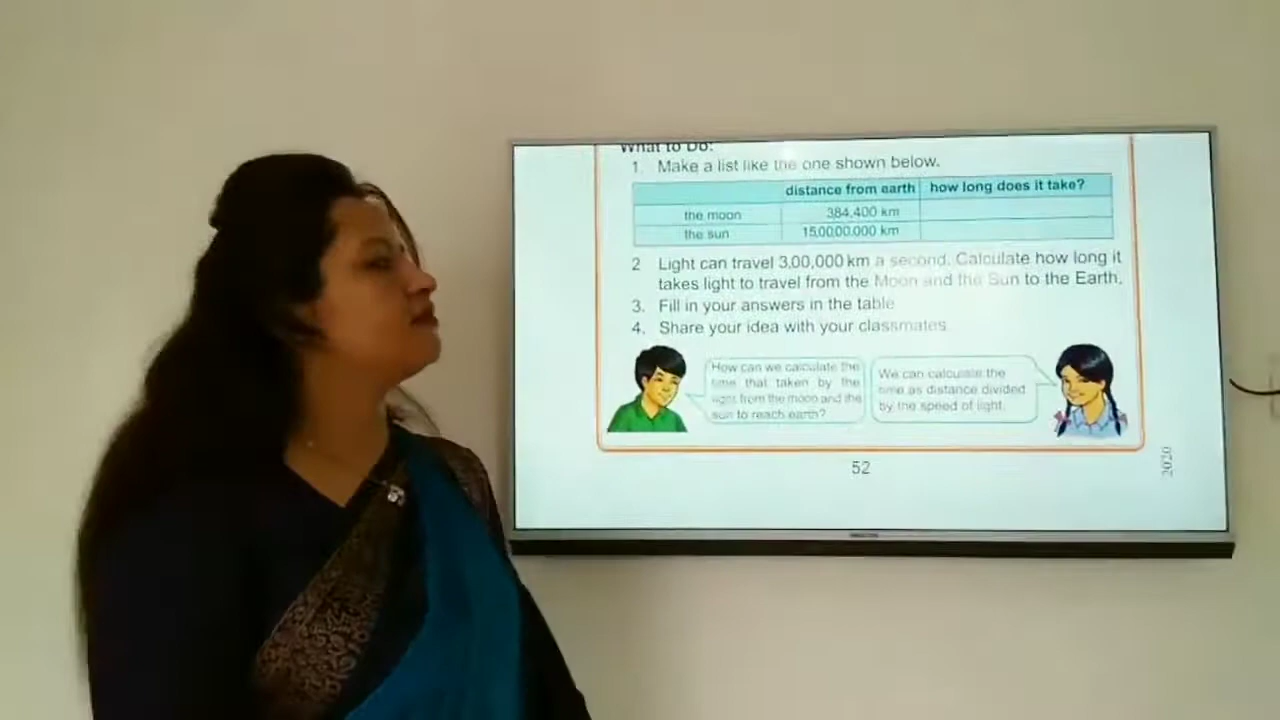 What to Do:
1. Make a list like the one shown below.
distance from earth how long does it take?
the moon 384,400 km
the sun 15,00,00,000 km
2 Light can travel 3,00,000 km a second. Calculate how long it
takes light to travel from the Moon and the Sun to the Earth.
3. Fill in your answers in the table
4. Share your idea with your classmates.
How can we calculate the
time that taken by the
light from the moon and the
sun to reach earth?
We can calculate the
time as distance divided
by the speed of light.
52
2020